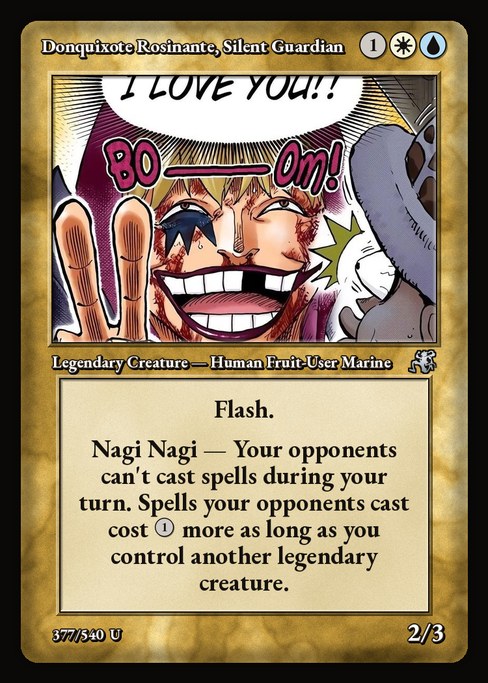 Donquixote Rosinante, Silent Guardian 1
I LOVE YOU!!
BO — Om!
Legendary Creature — Human Fruit-User Marine
Flash.
Nagi Nagi — Your opponents
can't cast spells during your
turn. Spells your opponents cast
cost 1 more as long as you
control another legendary
creature.
377/540 U 2/3